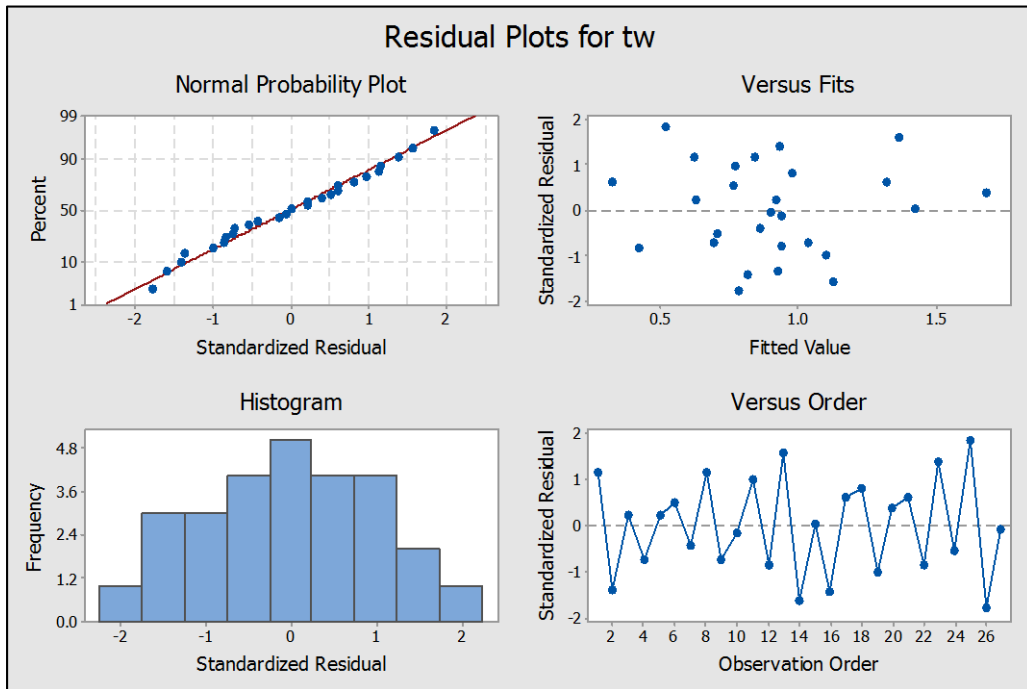 Residual Plots for tw
Normal Probability Plot
99
90
50
10
1
Percent
-2 -1 0 1 2
Standardized Residual
Versus Fits
2
1
0
-1
-2
Standardized Residual
0.5 1.0 1.5
Fitted Value
Histogram
4.8
3.6
2.4
1.2
0.0
Frequency
-2 -1 0 1 2
Standardized Residual
Versus Order
2
1
0
-1
-2
Standardized Residual
2 4 6 8 10 12 14 16 18 20 22 24 26
Observation Order